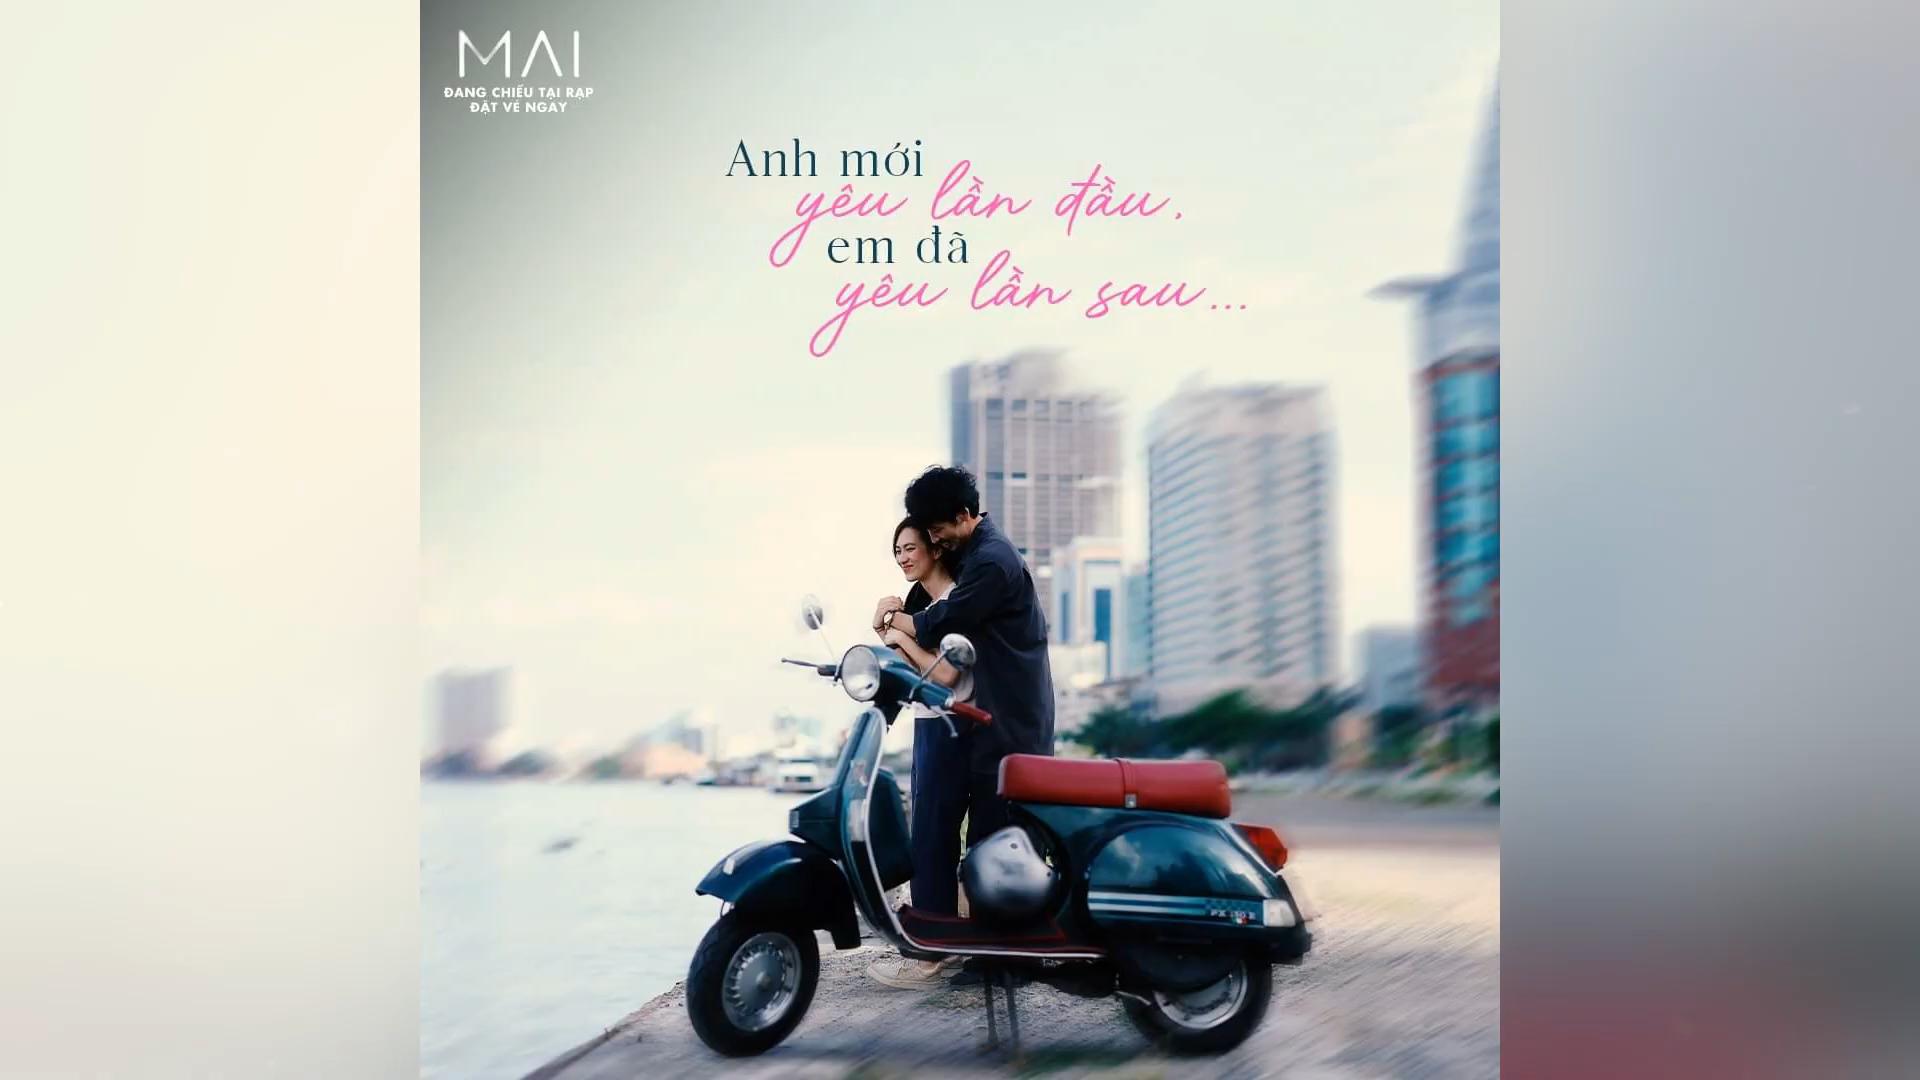 MAI
ĐANG CHIẾU TẠI RẠP
ĐẶT VÉ NGAY
Anh mới
yêu lần đầu,
em đã
yêu lần sau...